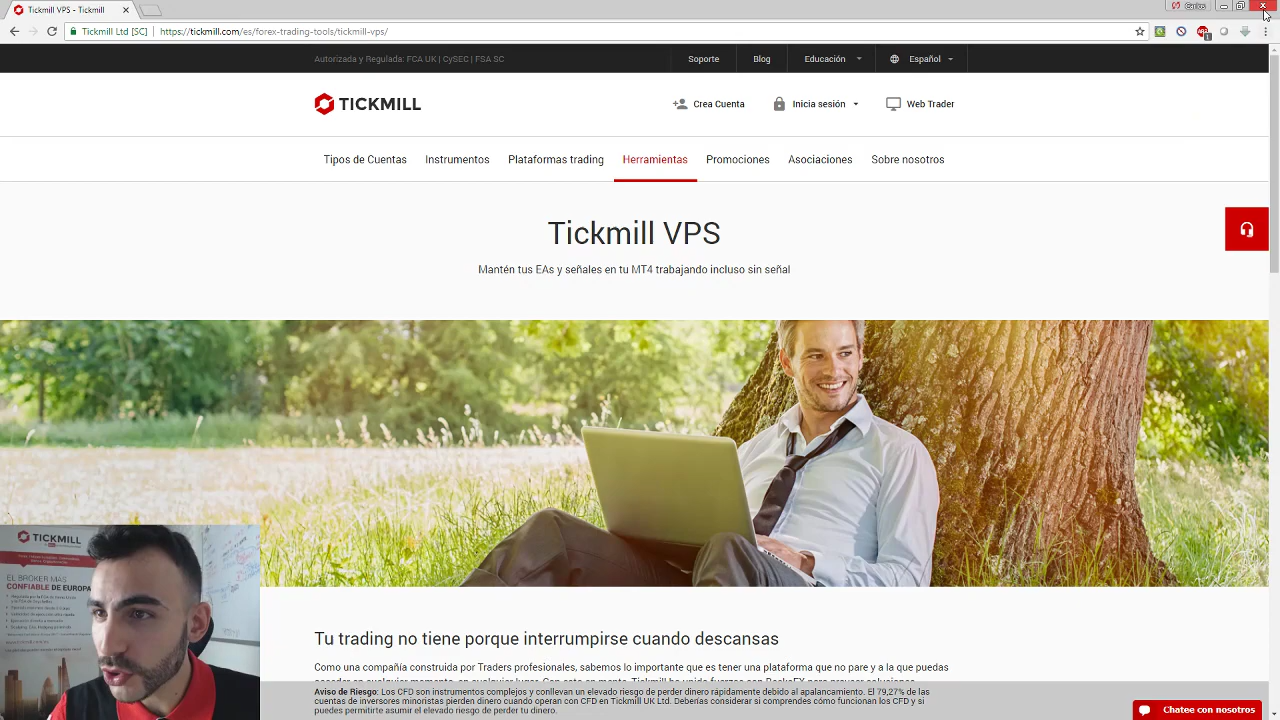 Tickmill VPS - Tickmill
Carlos
Tickmill Ltd [SC]
https://tickmill.com/es/forex-trading-tools/tickmill-vps/
Autorizada y Regulada: FCA UK | CySEC | FSA SC
Soporte
Blog
Educación
Español
TICKMILL
Crea Cuenta
Inicia sesión
Web Trader
Tipos de Cuentas
Instrumentos
Plataformas trading
Herramientas
Promociones
Asociaciones
Sobre nosotros
Tickmill VPS
Mantén tus EAs y señales en tu MT4 trabajando incluso sin señal
TICKMILL
EL BROKER MÁS
CONFIABLE DE EUROPA
Tu trading no tiene porque interrumpirse cuando descansas
Como una compañía construida por Traders profesionales, sabemos lo importante que es tener una plataforma que no pare y a la que puedas
Aviso de Riesgo: Los CFD son instrumentos complejos y conllevan un elevado riesgo de perder dinero rápidamente debido al apalancamiento. El 79,27% de las
cuentas de inversores minoristas pierden dinero cuando operan con CFD en Tickmill UK Ltd. Deberías considerar si comprendes cómo funcionan los CFD y si
puedes permitirte asumir el elevado riesgo de perder tu dinero.
Chatee con nosotros